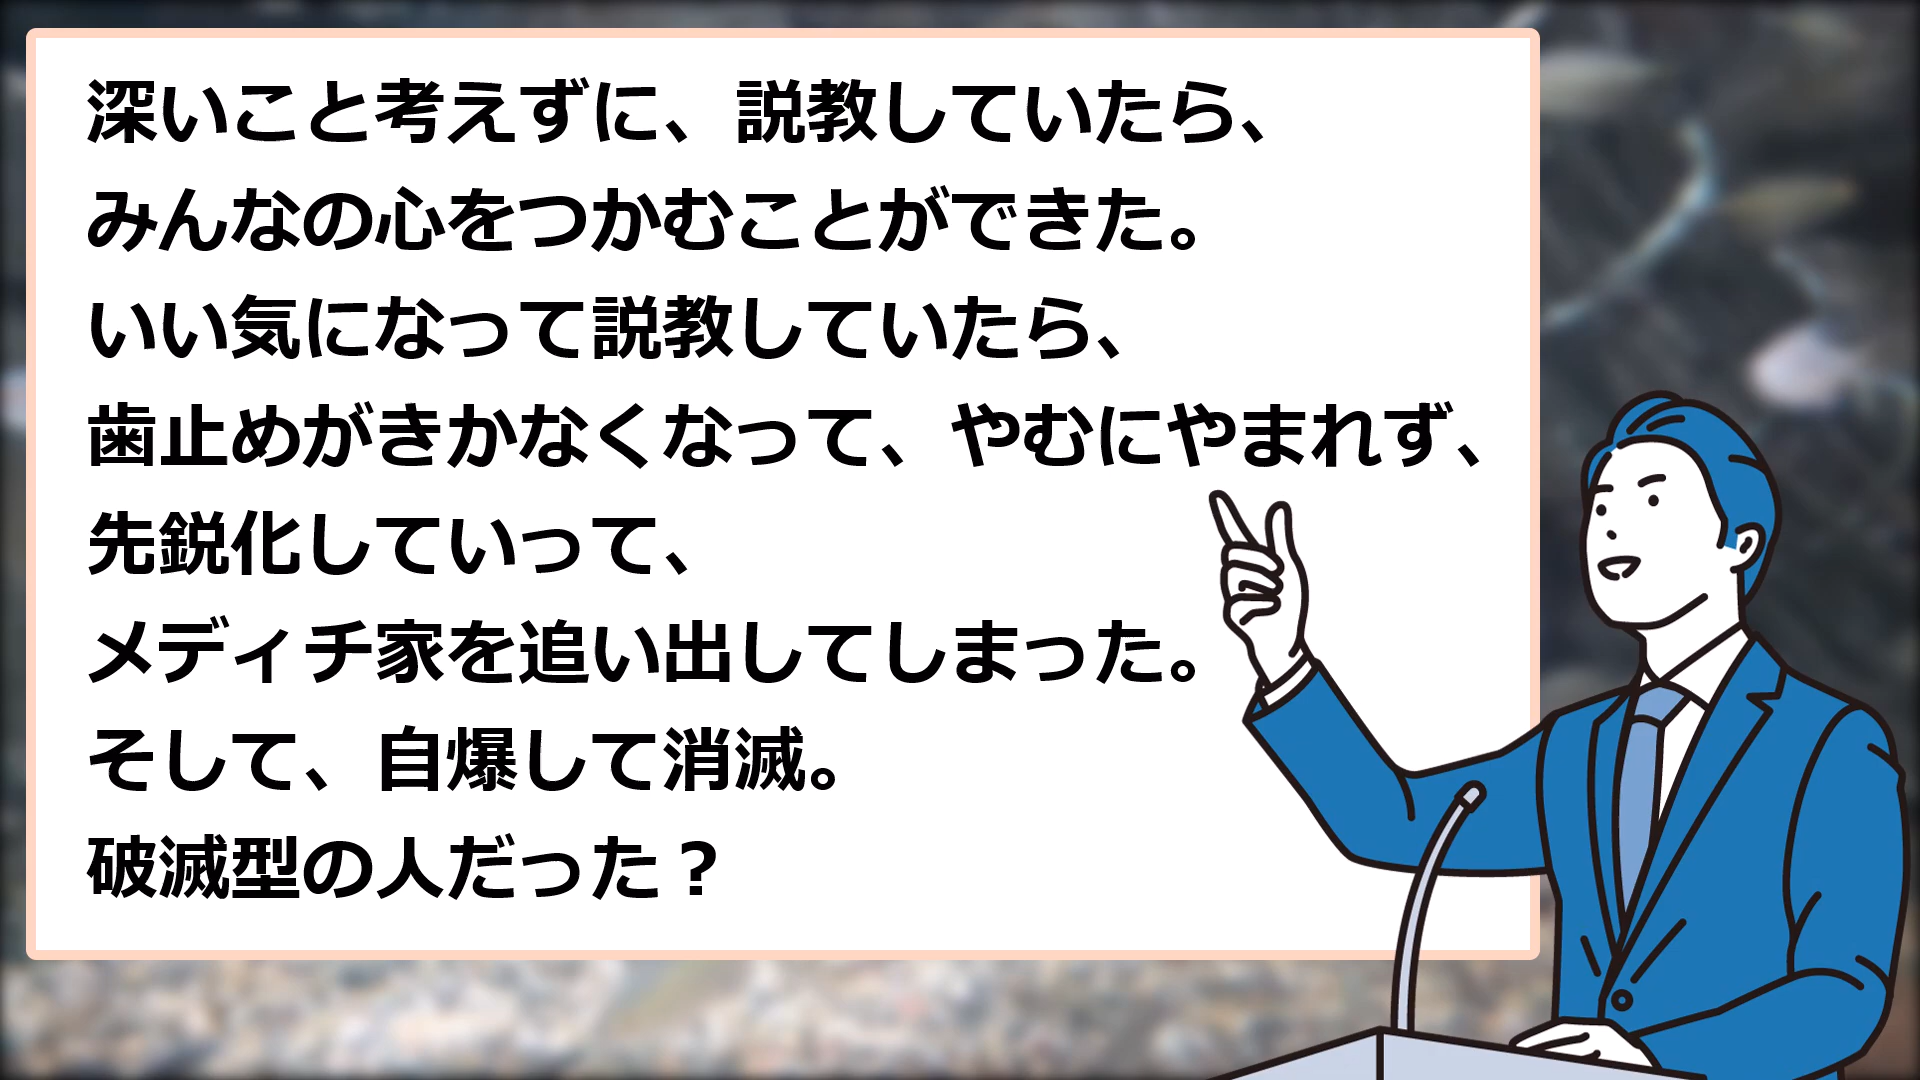 深いこと考えずに、説教していたら、
みんなの心をつかむことができた。
いい気になって説教していたら、
歯止めがきかなくなって、やむにやまれず、
先鋭化していって、
メディチ家を追い出してしまった。
そして、自爆して消滅。
破滅型の人だった？